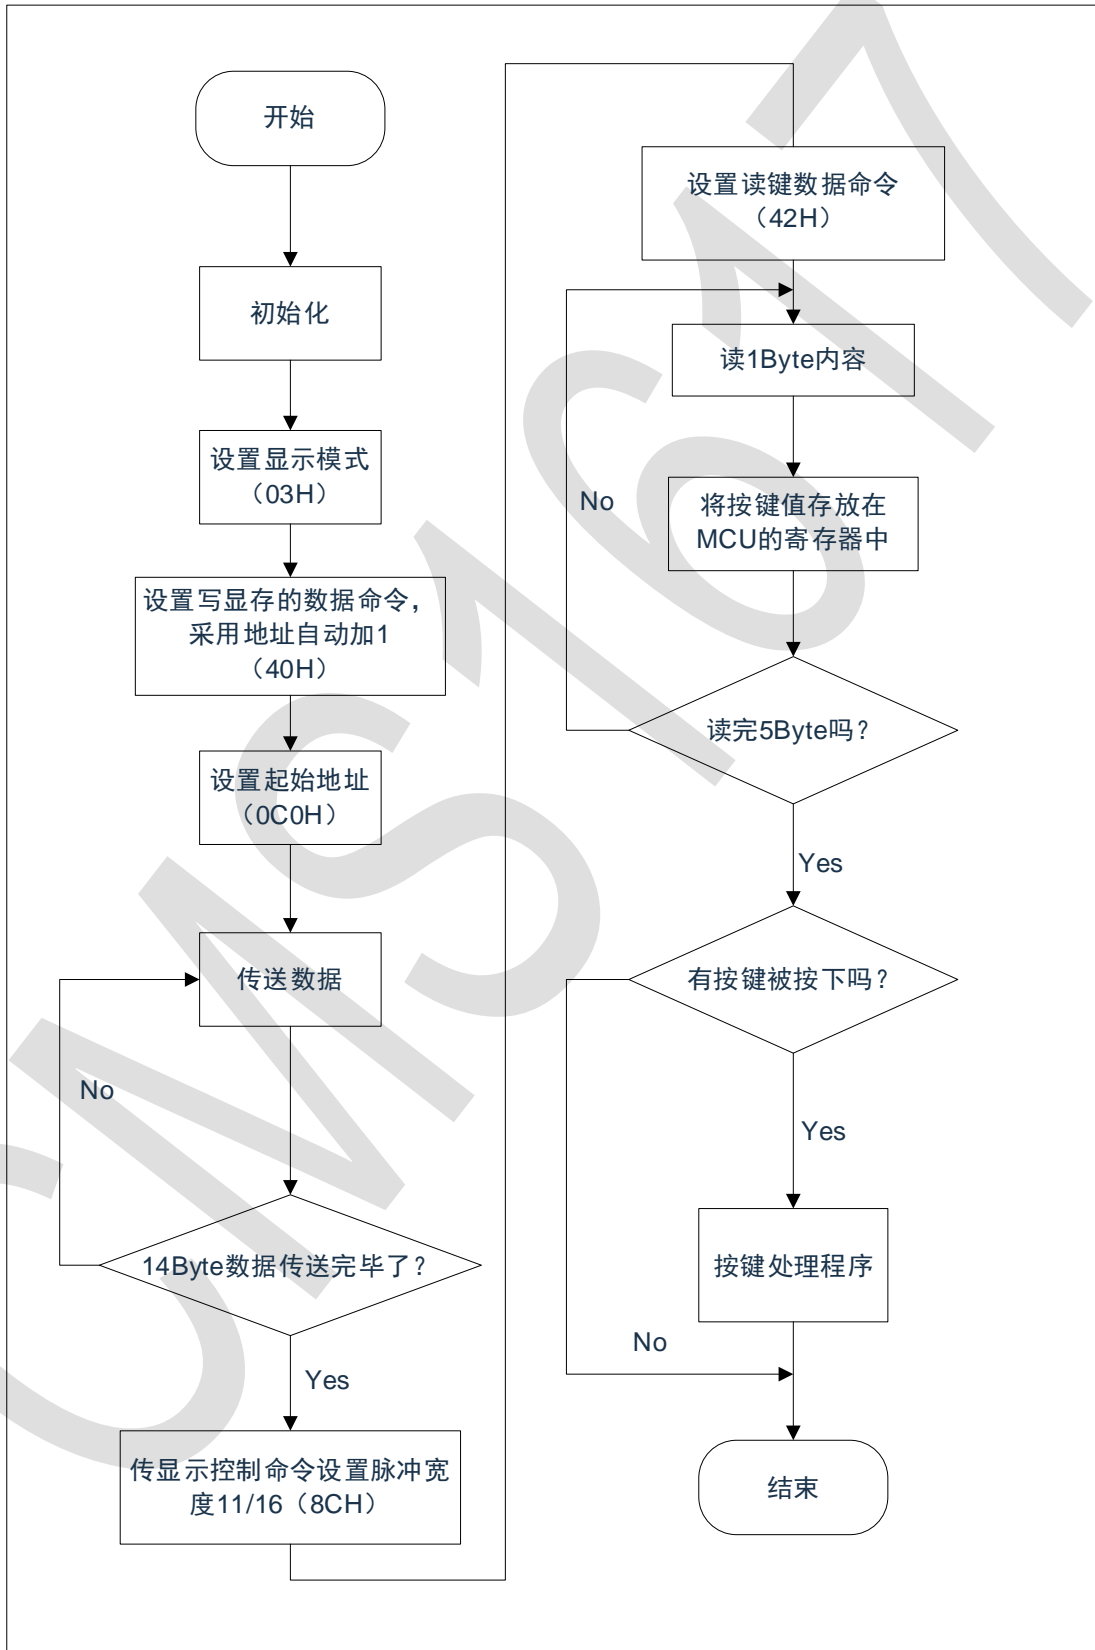 开始
初始化
设置显示模式
（03H）
设置写显存的数据命令，
采用地址自动加1
（40H）
设置起始地址
（0C0H）
传送数据
No
14Byte数据传送完毕了？
Yes
传显示控制命令设置脉冲宽
度11/16（8CH）
设置读键数据命令
（42H）
读1Byte内容
No
将按键值存放在
MCU的寄存器中
读完5Byte吗？
Yes
有按键被按下吗？
Yes
按键处理程序
No
结束
CMS1617